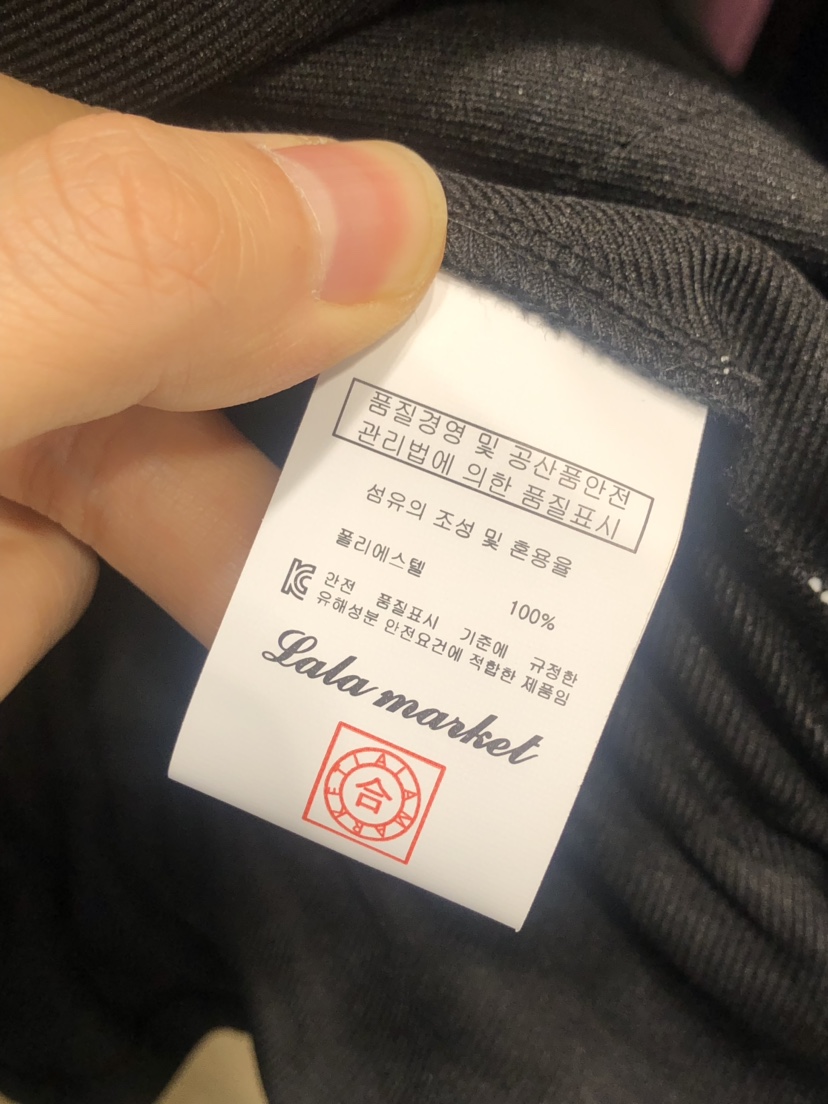 품질경영 및 공산품안전
관리법에 의한 품질표시
섬유의 조성 및 혼용율
폴리에스텔 100%
안전 품질표시 기준에 규정한
유해성분 안전요건에 적합한 제품임
Lala market
合